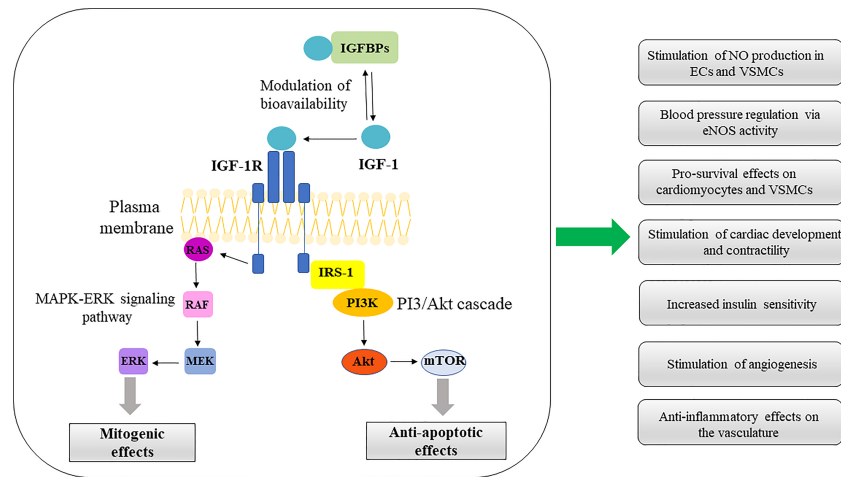 IGFBPs
Modulation of
bioavailability
IGF-1R
IGF-1
Plasma
membrane
RAS
IRS-1
MAPK-ERK signaling
pathway
RAF
PI3K
PI3/Akt cascade
ERK
MEK
Akt
mTOR
Mitogenic
effects
Anti-apoptotic
effects
Stimulation of NO production in
ECs and VSMCs
Blood pressure regulation via
eNOS activity
Pro-survival effects on
cardiomyocytes and VSMCs
Stimulation of cardiac development
and contractility
Increased insulin sensitivity
Stimulation of angiogenesis
Anti-inflammatory effects on
the vasculature